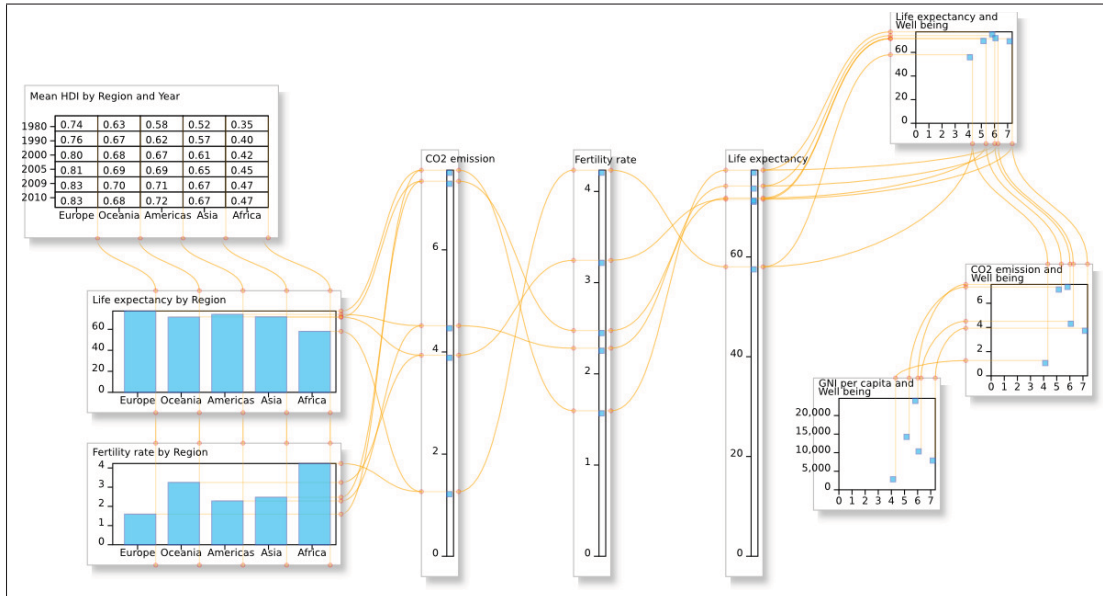 Mean HDI by Region and Year
1980 0.74 0.63 0.58 0.52 0.35
1990 0.76 0.67 0.62 0.57 0.40
2000 0.80 0.68 0.67 0.61 0.42
2005 0.81 0.69 0.69 0.65 0.45
2009 0.83 0.70 0.71 0.67 0.47
2010 0.83 0.68 0.72 0.67 0.47
Europe Oceania Americas Asia Africa
Life expectancy by Region
60
40
20
0
Europe Oceania Americas Asia Africa
Fertility rate by Region
4
3
2
1
0
Europe Oceania Americas Asia Africa
CO2 emission
6
4
2
0
Fertility rate
4
3
2
1
0
Life expectancy
60
40
20
0
Life expectancy and
Well being
60
40
20
0
0 1 2 3 4 5 6 7
CO2 emission and
Well being
6
4
2
0
0 1 2 3 4 5 6 7
GNI per capita and
Well being
20,000
15,000
10,000
5,000
0
0 1 2 3 4 5 6 7